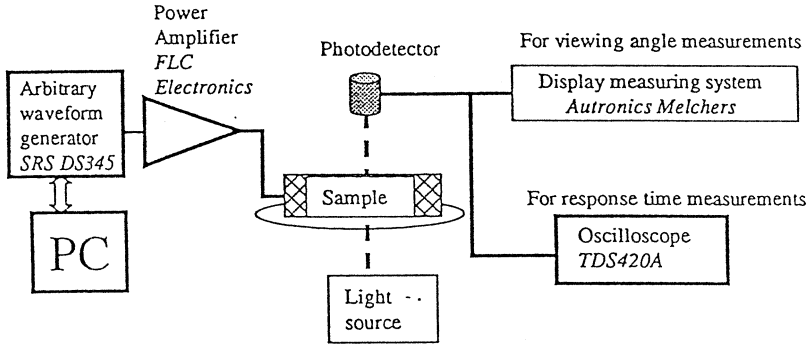 Power
Amplifier
FLC
Electronics
Arbitrary
waveform
generator
SRS DS345
PC
Photodetector
Sample
Light
source
For viewing angle measurements
Display measuring system
Autronics Melchers
For response time measurements
Oscilloscope
TDS420A